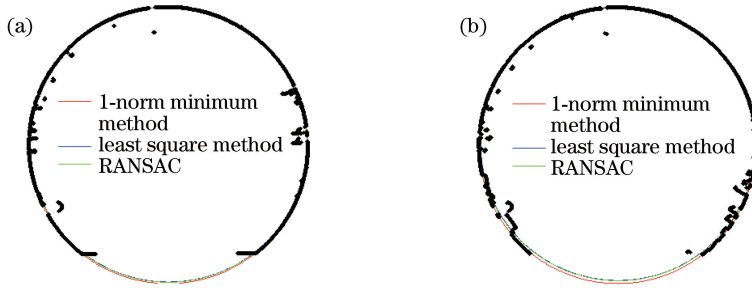 (a)
1-norm minimum
method
least square method
RANSAC
(b)
1-norm minimum
method
least square method
RANSAC